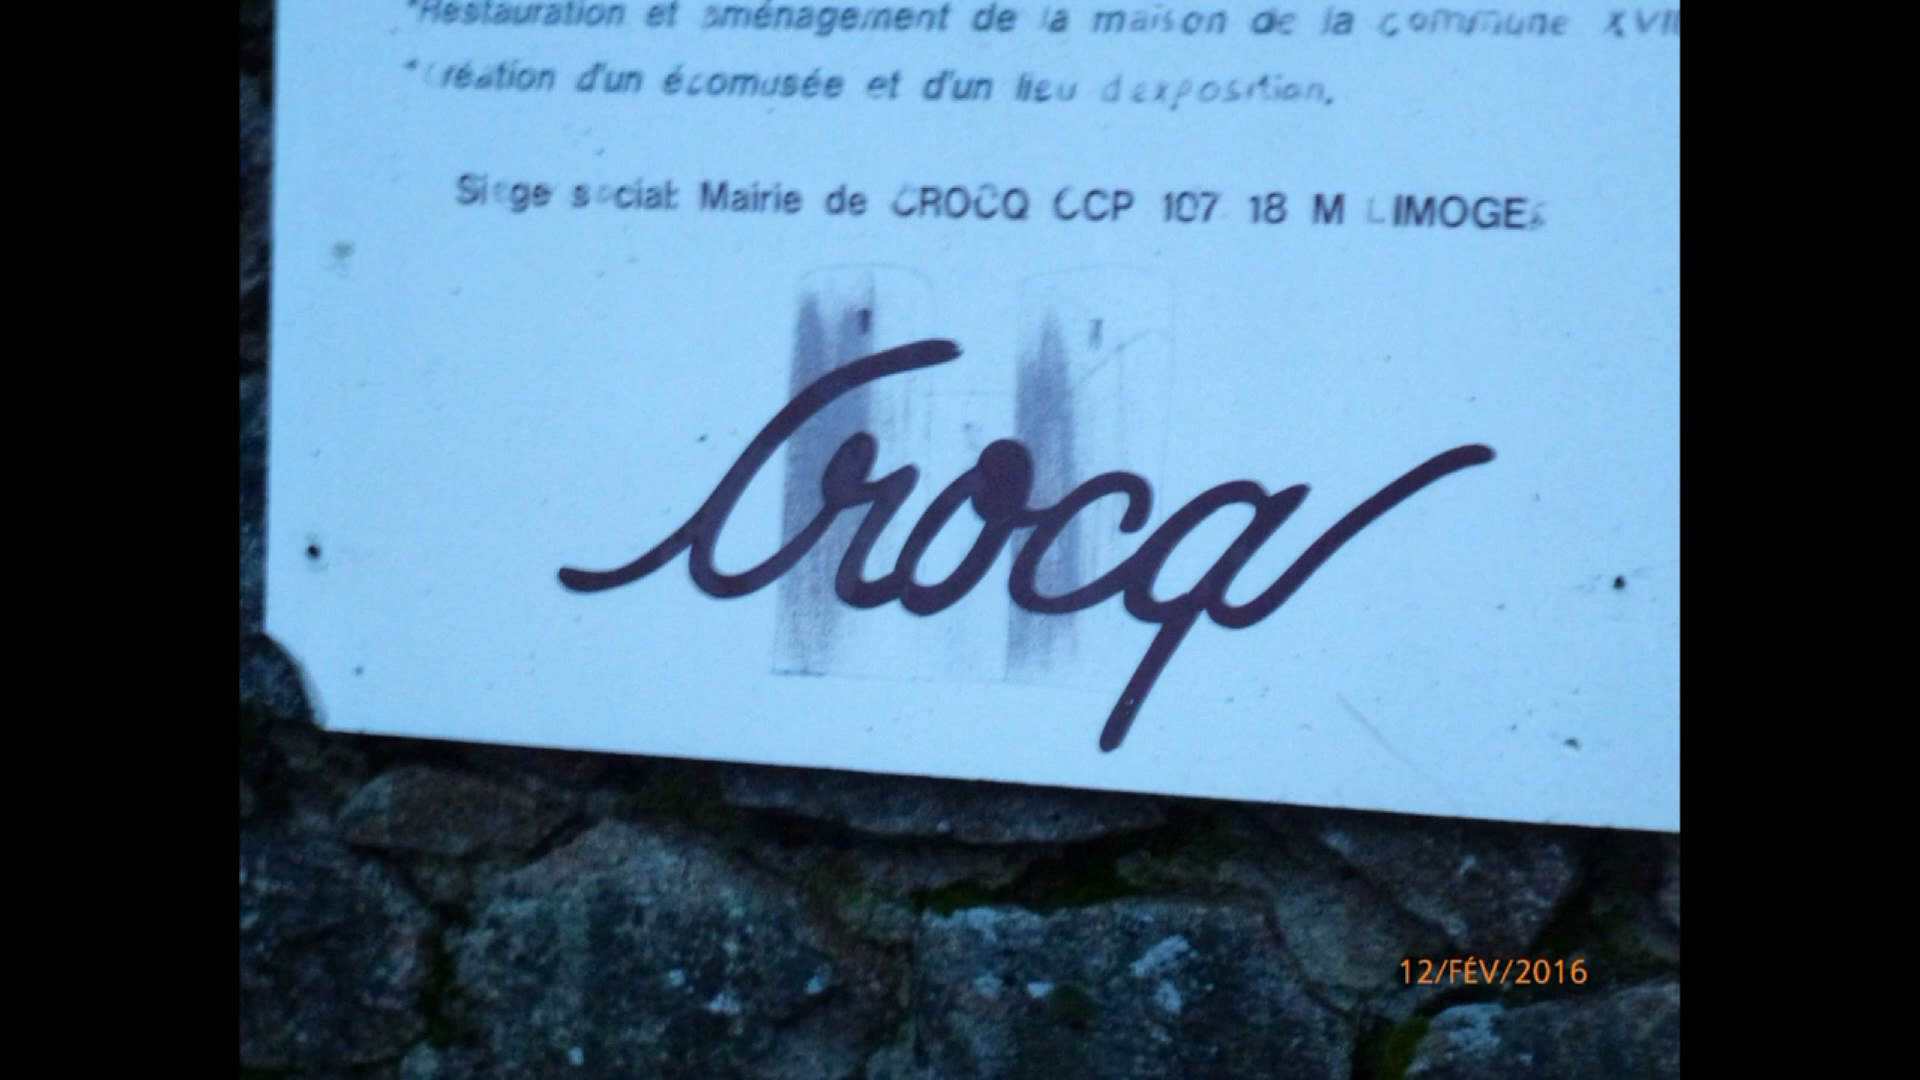 *Restauration et aménagement de la maison de la commune XVII
*création d'un écomusée et d'un lieu d'exposition.
Siège social: Mairie de CROCQ CCP 107 18 M LIMOGES
Crocq
12/FÉV/2016